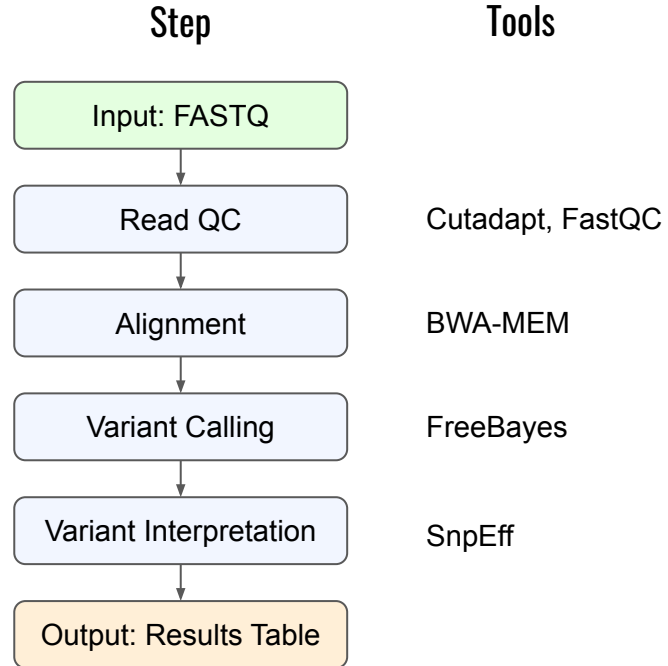 Step Tools
Input: FASTQ
Read QC Cutadapt, FastQC
Alignment BWA-MEM
Variant Calling FreeBayes
Variant Interpretation SnpEff
Output: Results Table